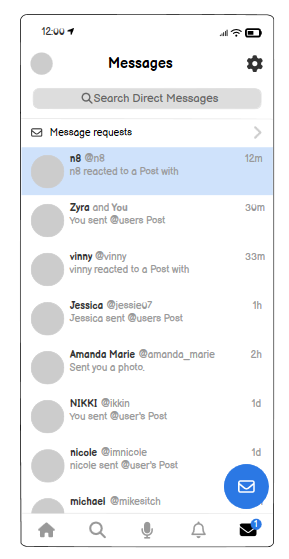 12:00
Messages
Search Direct Messages
Message requests
n8 @n8 12m
n8 reacted to a Post with
Zyra and You 30m
You sent @users Post
vinny @vinny 33m
vinny reacted to a Post with
Jessica @jessie07 1h
Jessica sent @users Post
Amanda Marie @amanda_marie 2h
Sent you a photo.
NIKKI @ikkin 1d
You sent @user's Post
nicole @imnicole 1d
nicole sent @user's Post
michael @mikesitch
1